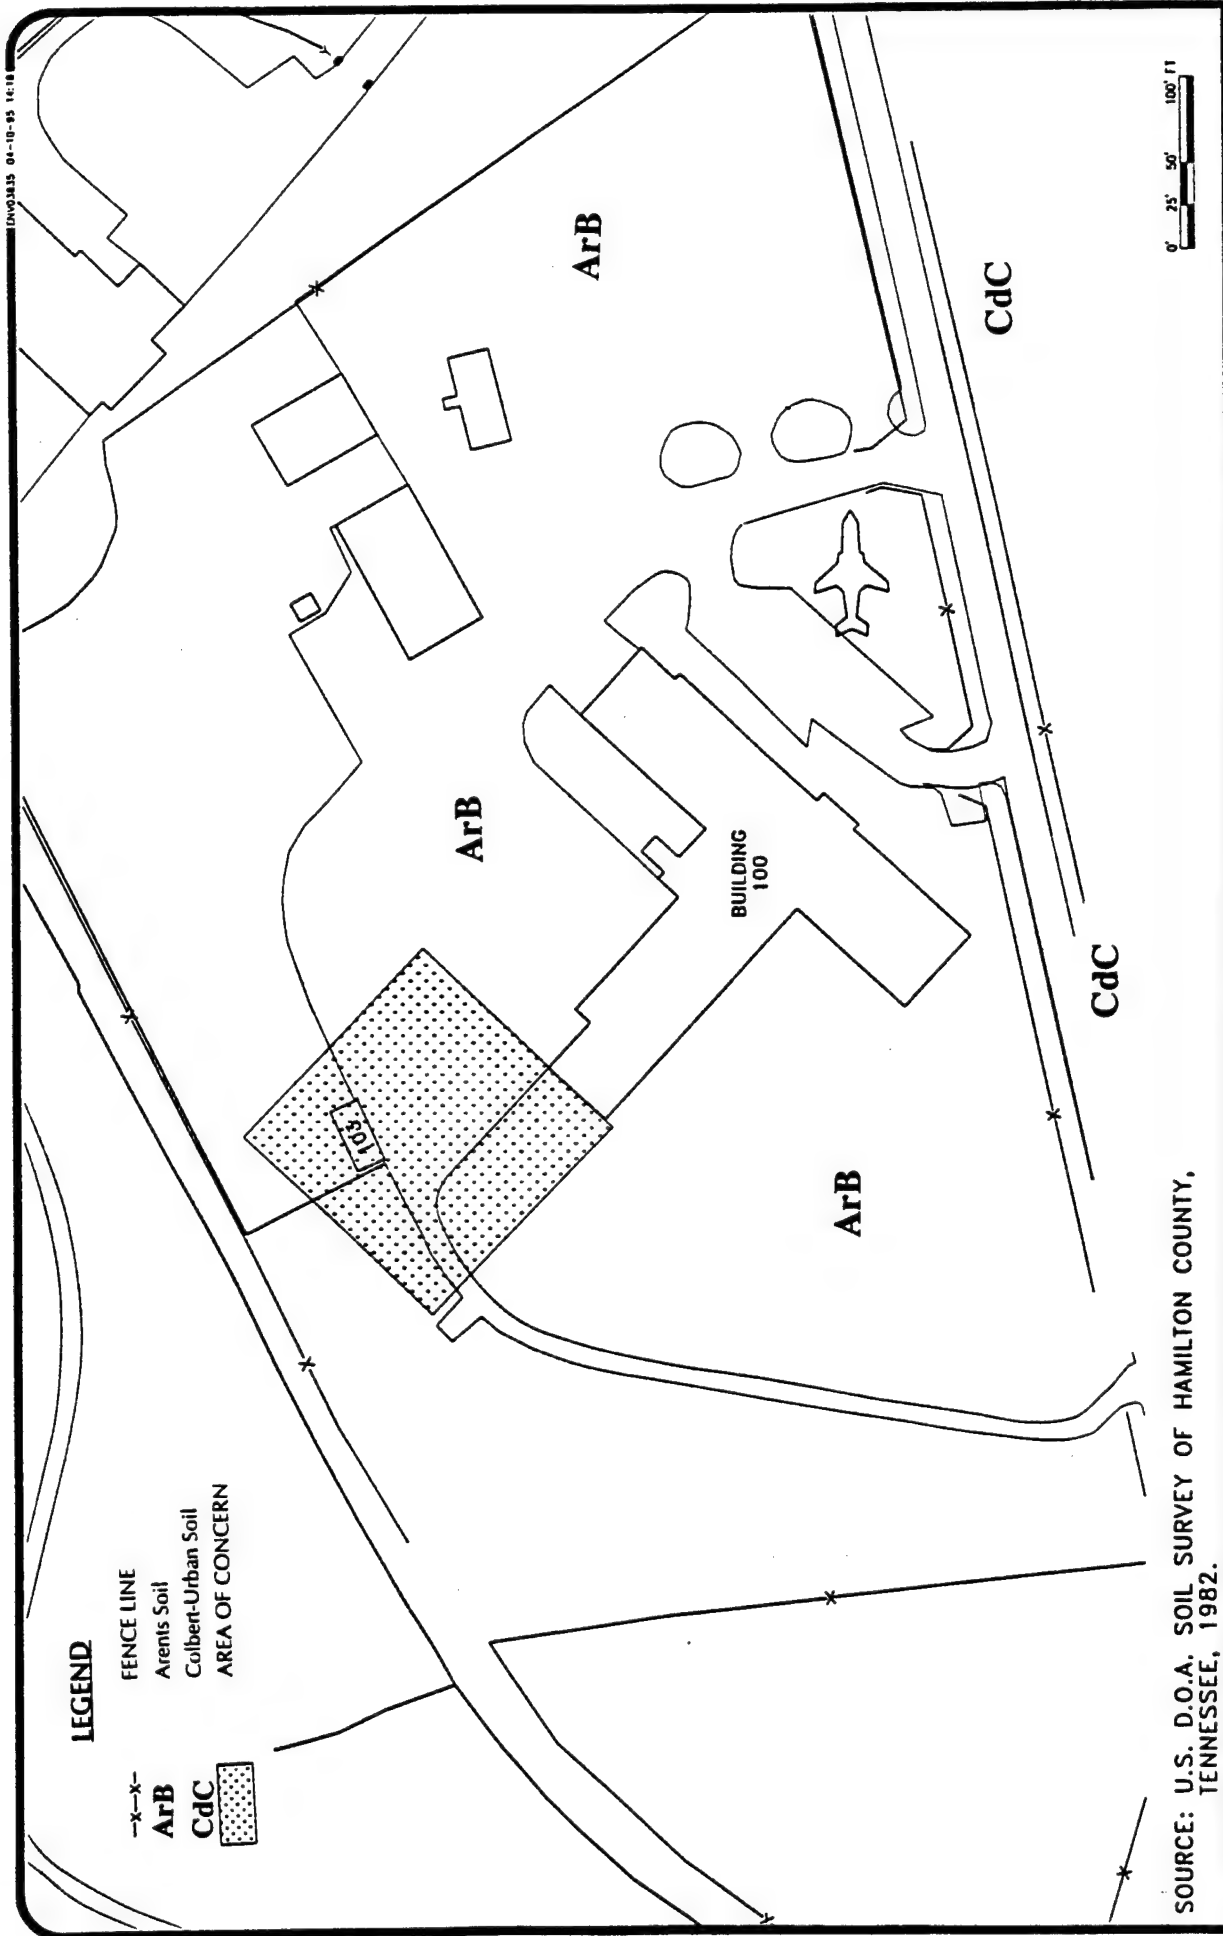 ENV03835 04-10-95 14:18
LEGEND
-x-x- FENCE LINE
ArB Arents Soil
CdC Colbert-Urban Soil
AREA OF CONCERN
103
ArB
BUILDING
100
ArB
ArB
CdC
CdC
0' 25' 50' 100' FT
SOURCE: U.S. D.O.A. SOIL SURVEY OF HAMILTON COUNTY,
TENNESSEE, 1982.